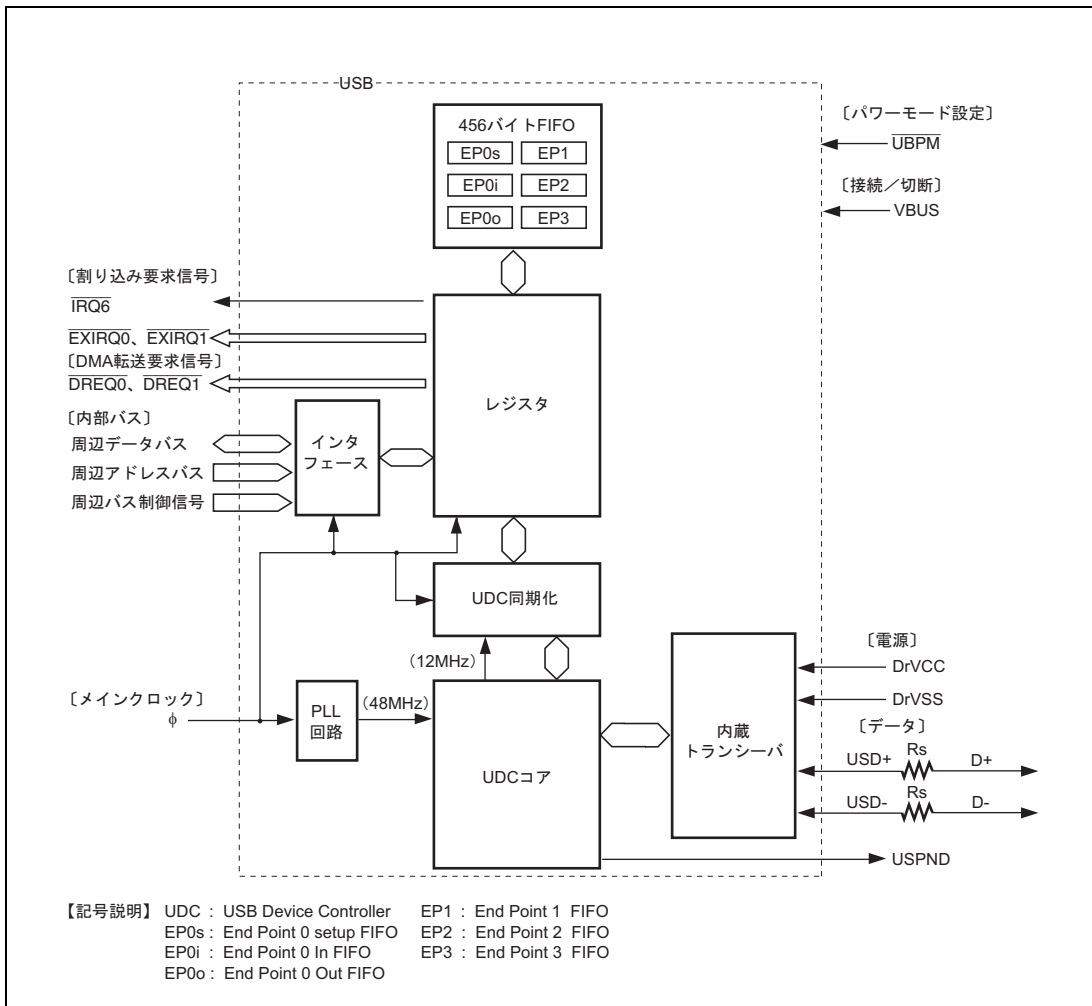 USB
456バイトFIFO
EP0s EP1
EP0i EP2
EP0o EP3
〔パワーモード設定〕
UBPM
〔接続／切断〕
VBUS
〔割り込み要求信号〕
IRQ6
EXIRQ0、EXIRQ1
〔DMA転送要求信号〕
DREQ0、DREQ1
〔内部バス〕
周辺データバス
周辺アドレスバス
周辺バス制御信号
インタ
フェース
レジスタ
UDC同期化
（12MHz）
〔メインクロック〕
φ
PLL
回路
（48MHz）
UDCコア
内蔵
トランシーバ
〔電源〕
DrVCC
DrVSS
〔データ〕
USD+ Rs D+
USD- Rs D-
USPND
【記号説明】 UDC : USB Device Controller EP1 : End Point 1 FIFO
EP0s : End Point 0 setup FIFO EP2 : End Point 2 FIFO
EP0i : End Point 0 In FIFO EP3 : End Point 3 FIFO
EP0o : End Point 0 Out FIFO